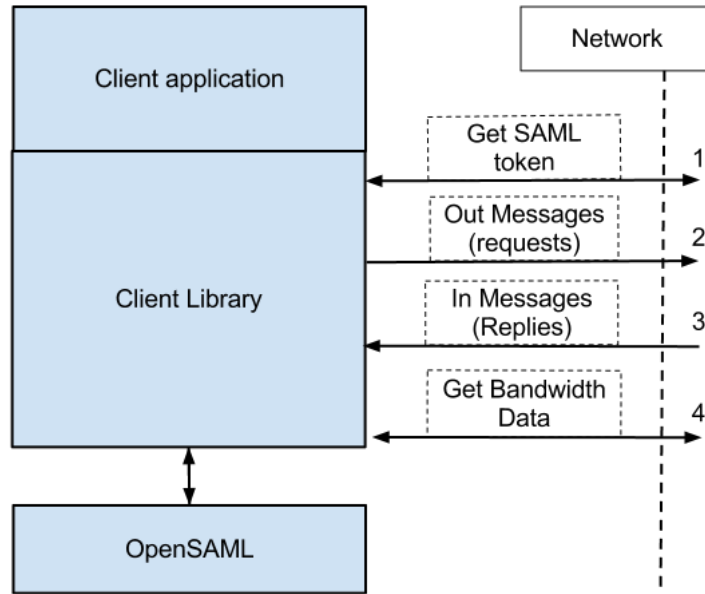 Client application
Network
Get SAML
token
1
Out Messages
(requests)
2
Client Library
In Messages
(Replies)
3
Get Bandwidth
Data
4
OpenSAML